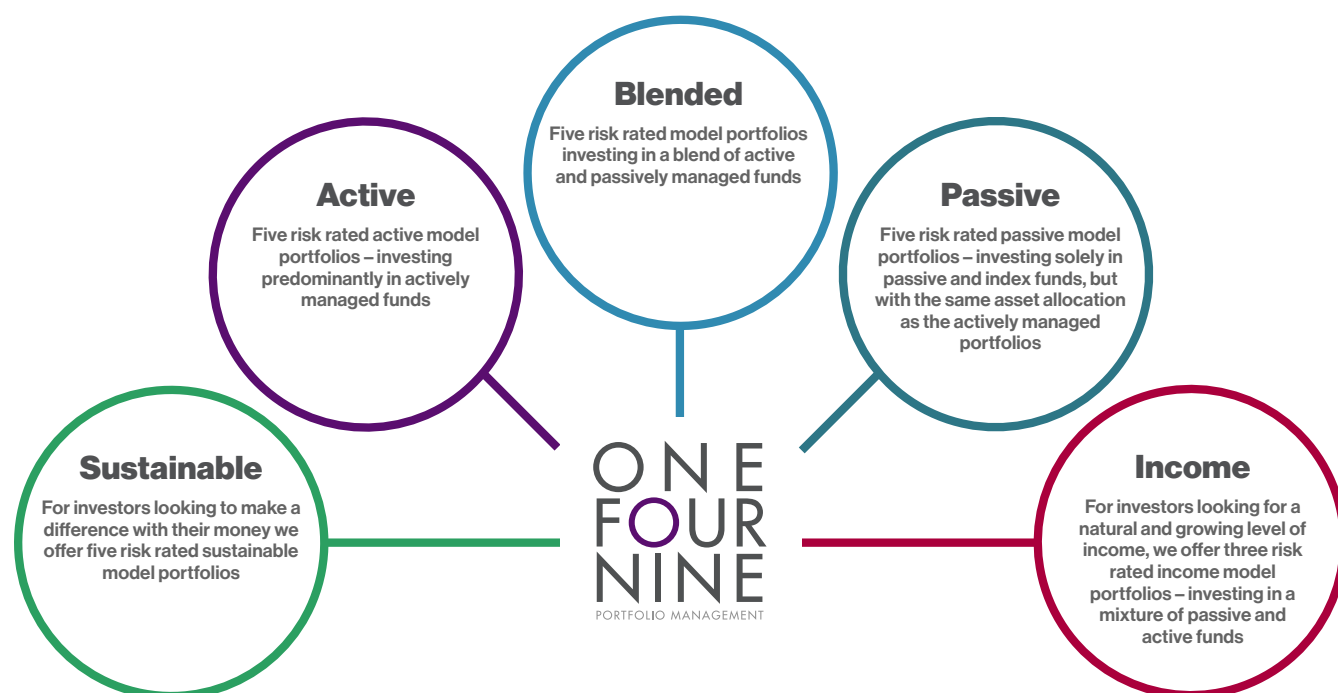 Blended
Five risk rated model portfolios
investing in a blend of active
and passively managed funds
Active
Five risk rated active model
portfolios – investing
predominantly in actively
managed funds
Passive
Five risk rated passive model
portfolios – investing solely in
passive and index funds, but
with the same asset allocation
as the actively managed
portfolios
Sustainable
For investors looking to make a
difference with their money we
offer five risk rated sustainable
model portfolios
ONE
FOUR
NINE
PORTFOLIO MANAGEMENT
Income
For investors looking for a
natural and growing level of
income, we offer three risk
rated income model
portfolios – investing in a
mixture of passive and
active funds